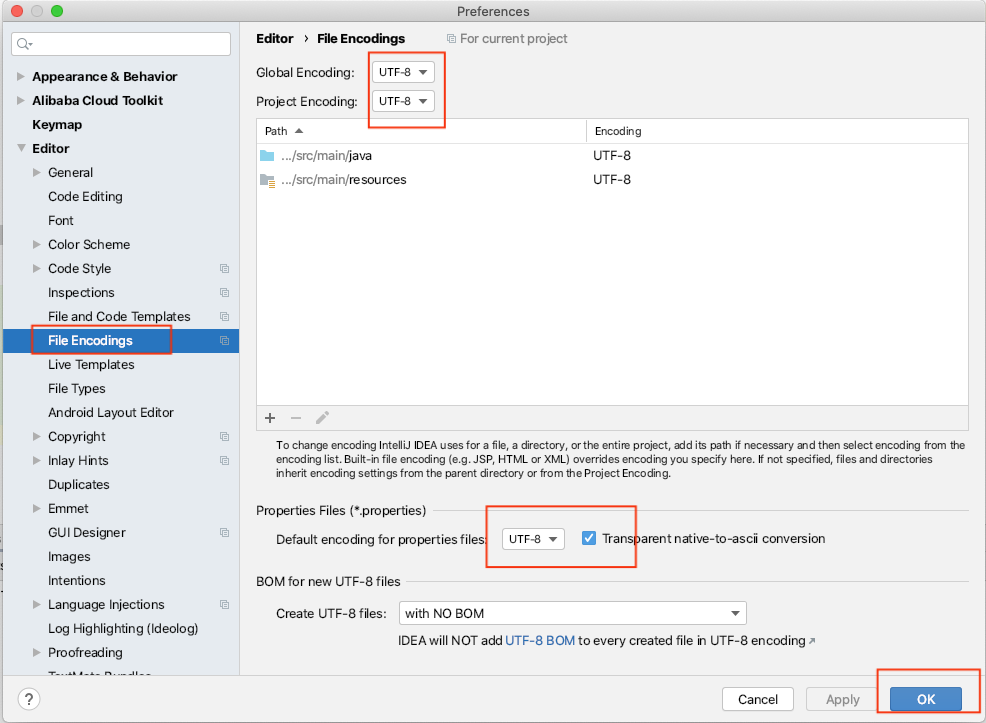 Preferences
Editor › File Encodings For current project
Appearance & Behavior
Alibaba Cloud Toolkit
Keymap
Editor
General
Code Editing
Font
Color Scheme
Code Style
Inspections
File and Code Templates
File Encodings
Live Templates
File Types
Android Layout Editor
Copyright
Inlay Hints
Duplicates
Emmet
GUI Designer
Images
Intentions
Language Injections
Log Highlighting (Ideolog)
Proofreading
TextMate Bundles
Global Encoding: UTF-8
Project Encoding: UTF-8
Path Encoding
.../src/main/java UTF-8
.../src/main/resources UTF-8
To change encoding IntelliJ IDEA uses for a file, a directory, or the entire project, add its path if necessary and then select encoding from the
encoding list. Built-in file encoding (e.g. JSP, HTML or XML) overrides encoding you specify here. If not specified, files and directories
inherit encoding settings from the parent directory or from the Project Encoding.
Properties Files (*.properties)
Default encoding for properties files: UTF-8 Transparent native-to-ascii conversion
BOM for new UTF-8 files
Create UTF-8 files: with NO BOM
IDEA will NOT add UTF-8 BOM to every created file in UTF-8 encoding
? Cancel Apply OK